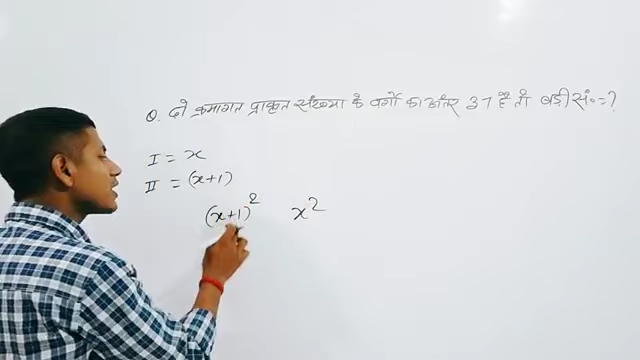 Q. दो क्रमागत प्राकृत संख्या के वर्गो का अंतर 37 है तो बड़ी सं० = ?
I = x
II = (x+1)
(x+1)² x²